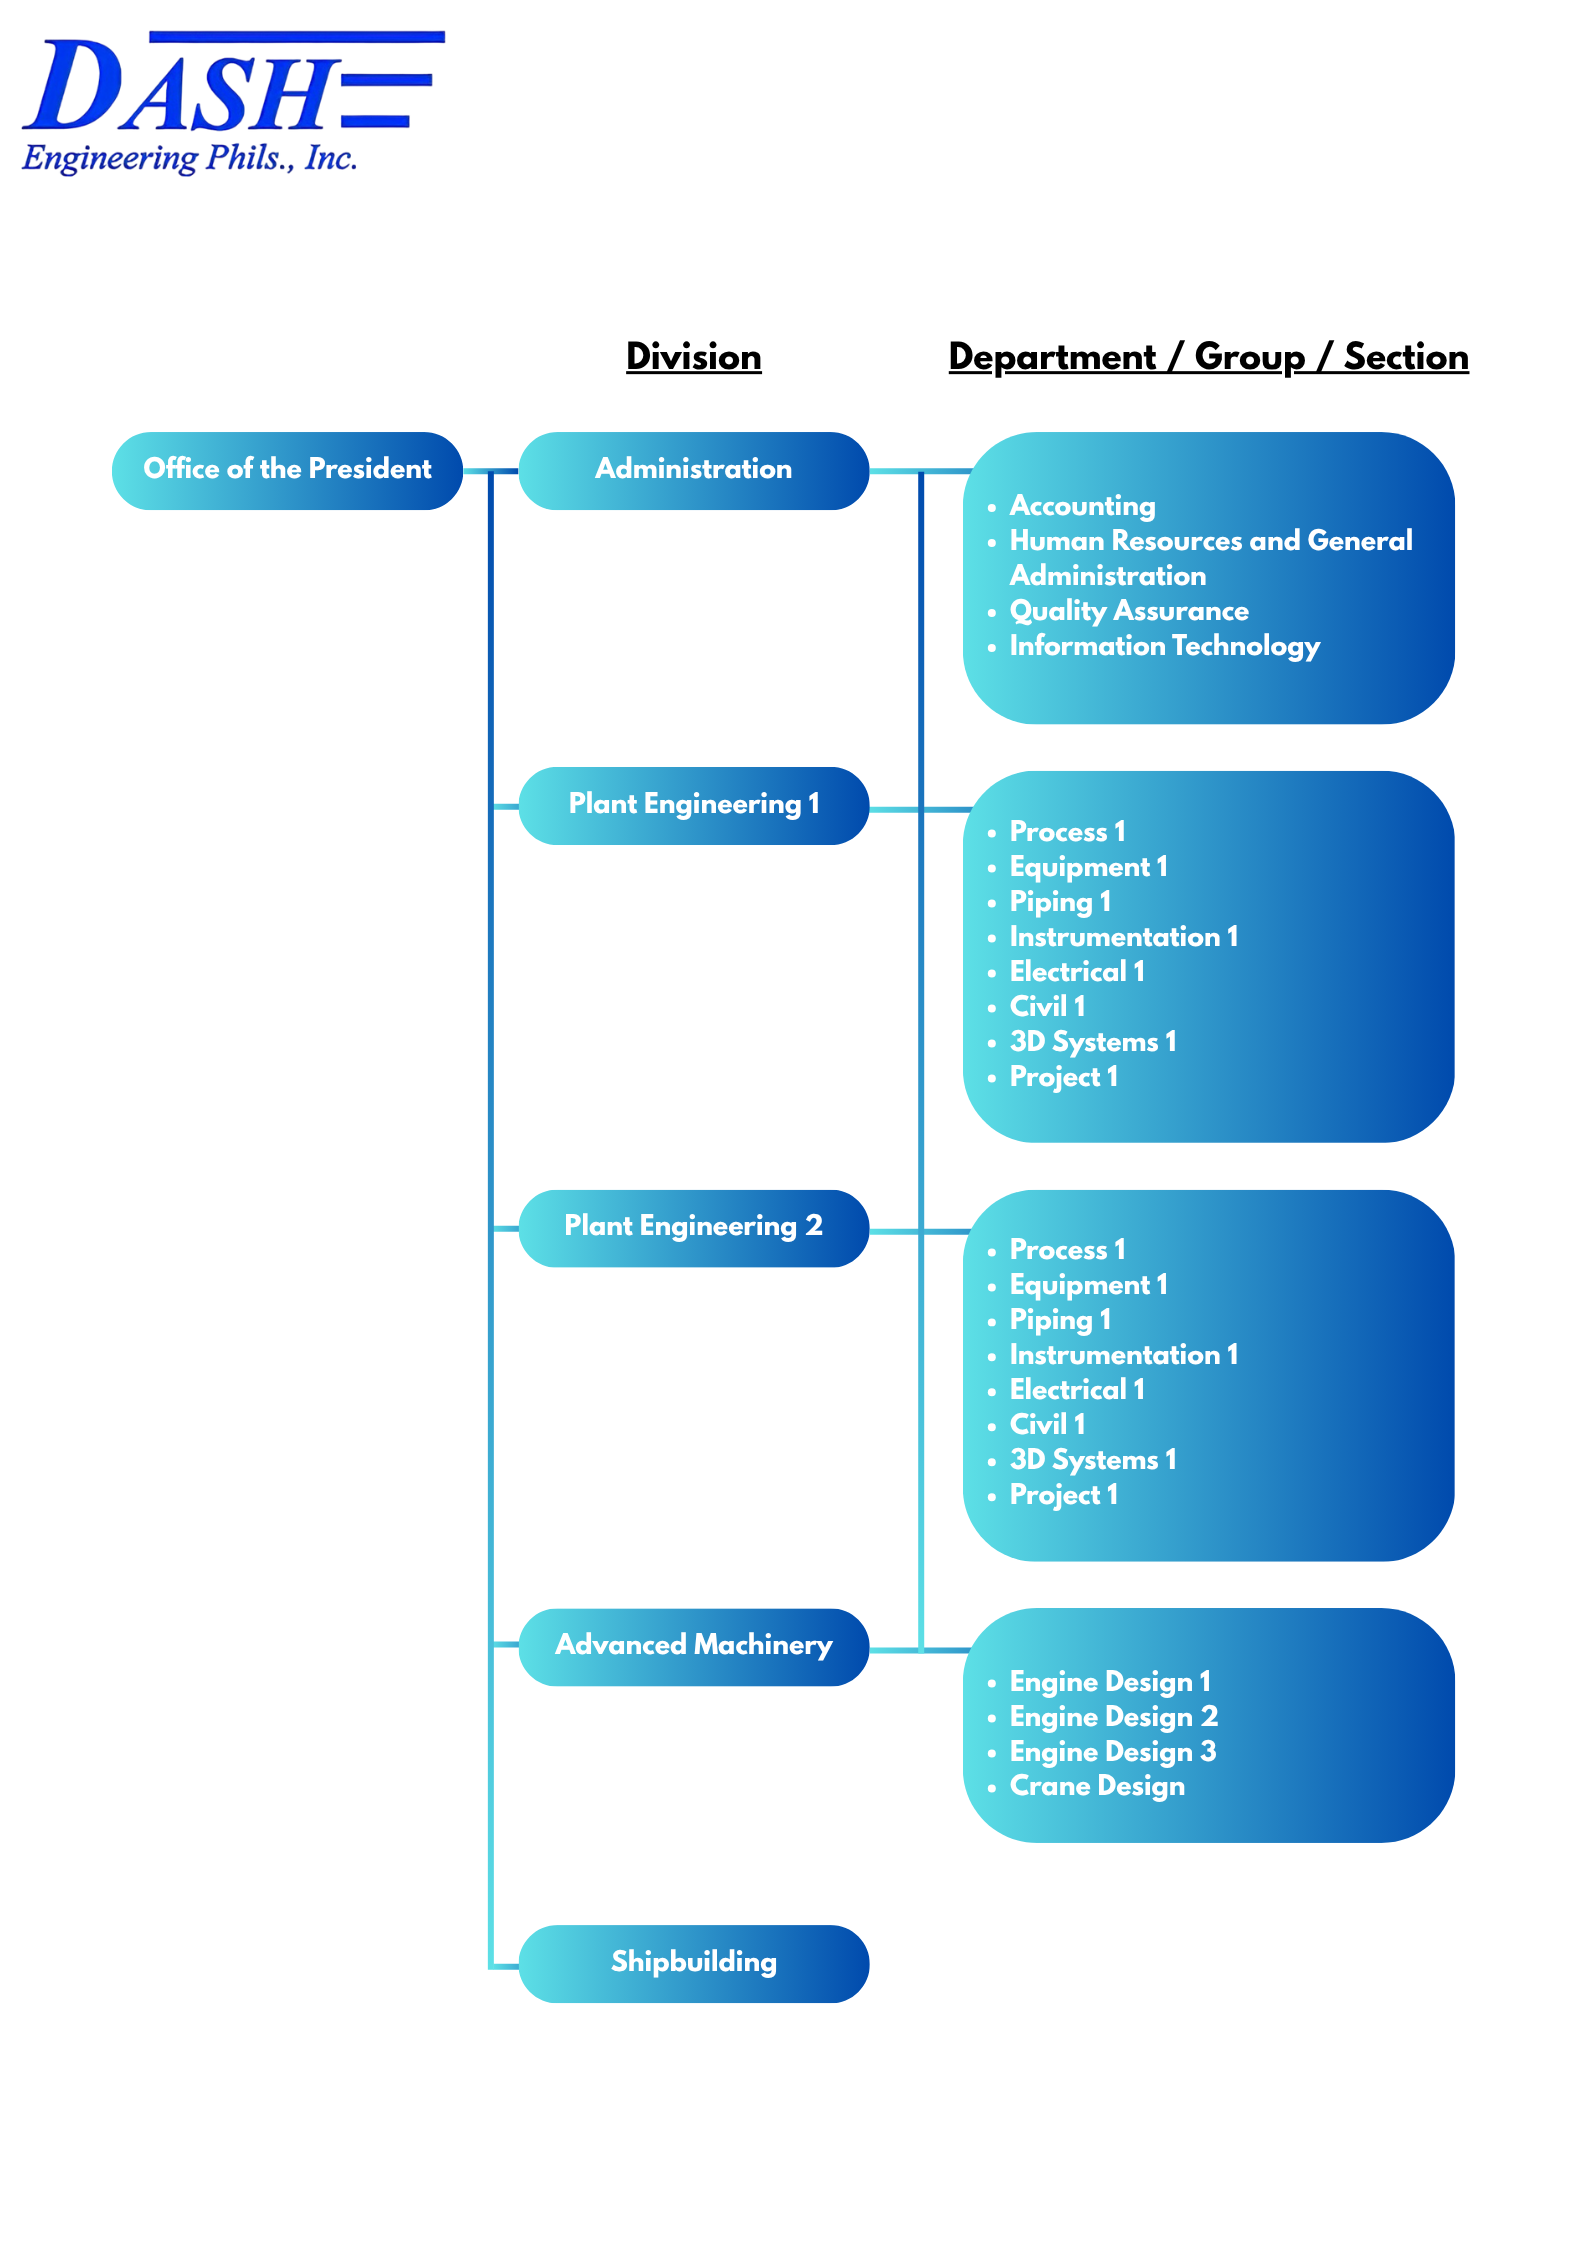 DASH
Engineering Phils., Inc.
Division
Department / Group / Section
Office of the President
Administration
• Accounting
• Human Resources and General
Administration
• Quality Assurance
• Information Technology
Plant Engineering 1
• Process 1
• Equipment 1
• Piping 1
• Instrumentation 1
• Electrical 1
• Civil 1
• 3D Systems 1
• Project 1
Plant Engineering 2
• Process 1
• Equipment 1
• Piping 1
• Instrumentation 1
• Electrical 1
• Civil 1
• 3D Systems 1
• Project 1
Advanced Machinery
• Engine Design 1
• Engine Design 2
• Engine Design 3
• Crane Design
Shipbuilding